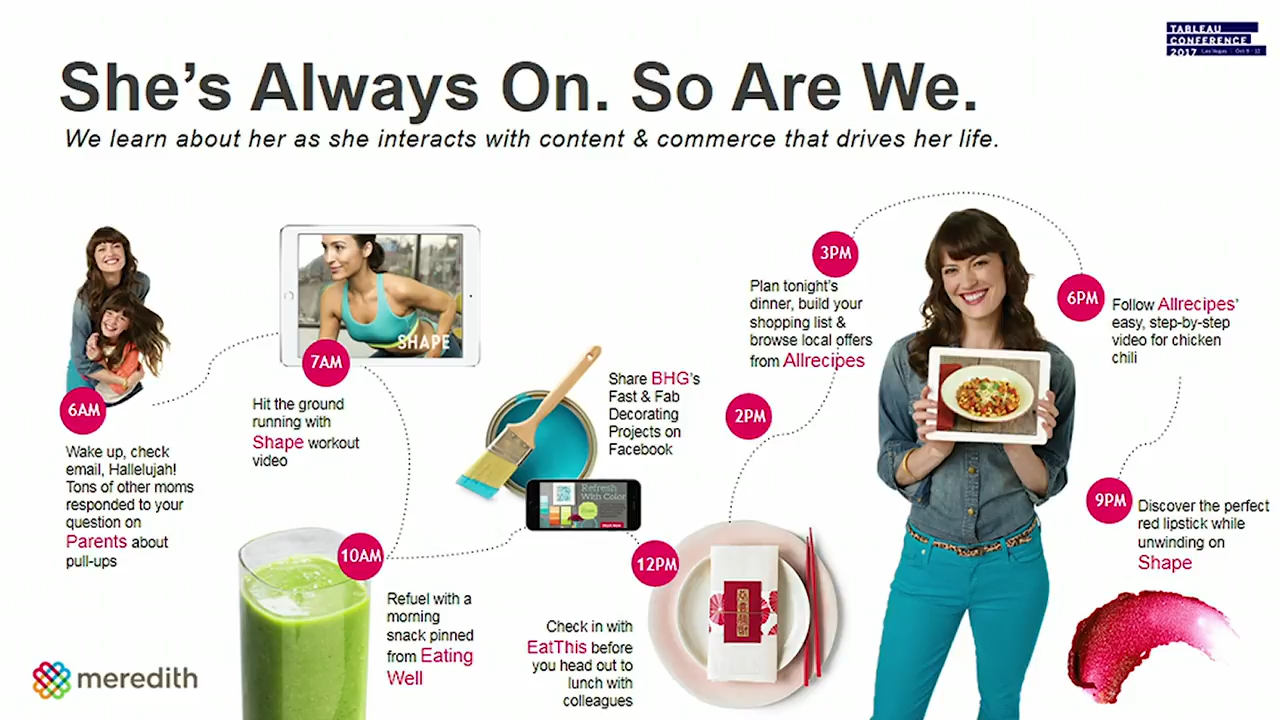 TABLEAU
CONFERENCE
2017 Las Vegas | Oct 9 - 12
She's Always On. So Are We.
We learn about her as she interacts with content & commerce that drives her life.
6AM
Wake up, check
email, Hallelujah!
Tons of other moms
responded to your
question on
Parents about
pull-ups
SHAPE
7AM
Hit the ground
running with
Shape workout
video
10AM
Refuel with a
morning
snack pinned
from Eating
Well
Share BHG's
Fast & Fab
Decorating
Projects on
Facebook
Refresh
With Color
12PM
Check in with
EatThis before
you head out to
lunch with
colleagues
2PM
3PM
Plan tonight's
dinner, build your
shopping list &
browse local offers
from Allrecipes
6PM
Follow Allrecipes'
easy, step-by-step
video for chicken
chili
9PM
Discover the perfect
red lipstick while
unwinding on
Shape
meredith